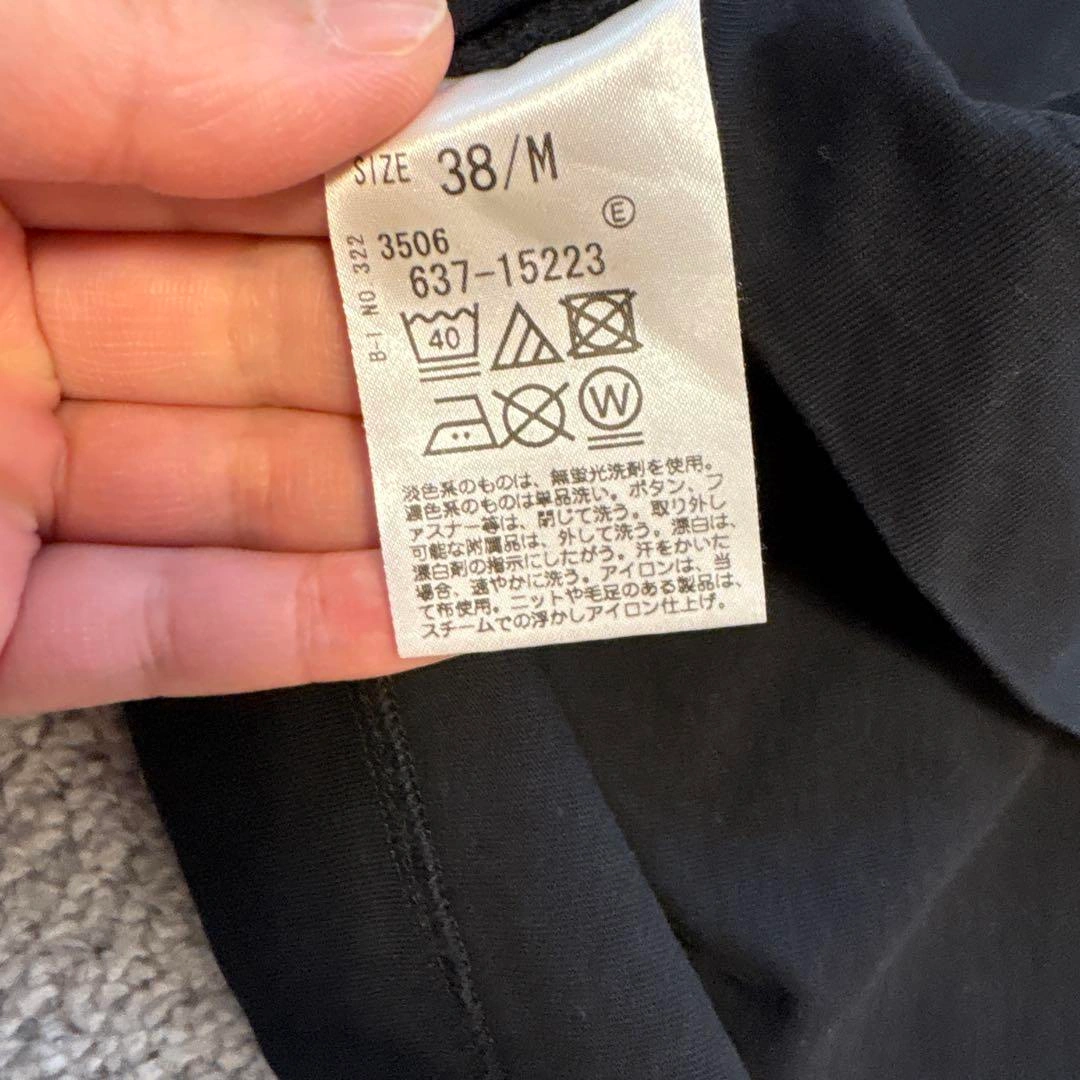 SIZE 38/M
Ⓔ
B-1 NO 322
3506
637-15223
40
W
淡色系のものは、無蛍光洗剤を使用。
濃色系のものは単品洗い。ボタン、フ
ァスナー等は、閉じて洗う。取り外し
可能な附属品は、外して洗う。漂白は、
漂白剤の指示にしたがう。汗をかいた
場合、速やかに洗う。アイロンは、当
て布使用。ニットや毛足のある製品は、
スチームでの浮かしアイロン仕上げ。